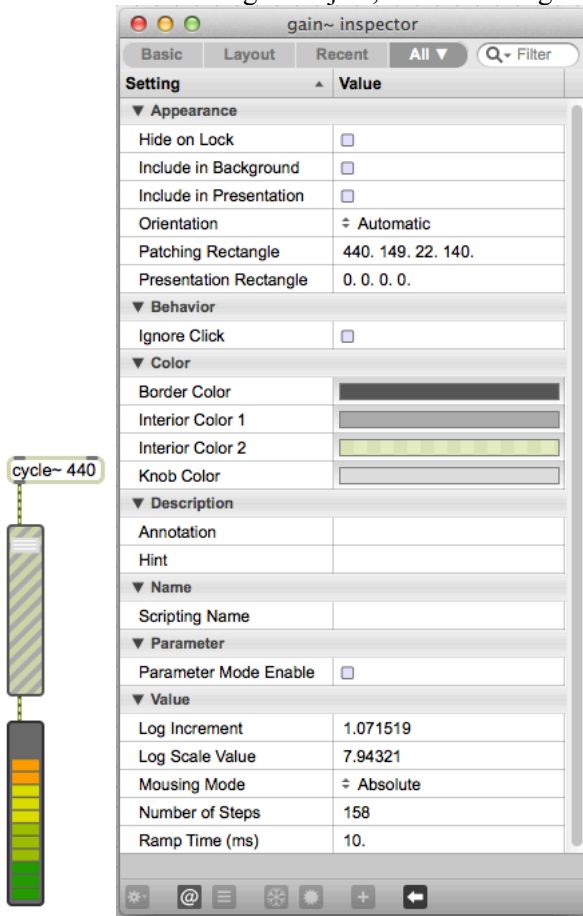 gain~ inspector
Basic Layout Recent All ▼ Filter
Setting Value
▼ Appearance
Hide on Lock
Include in Background
Include in Presentation
Orientation Automatic
Patching Rectangle 440. 149. 22. 140.
Presentation Rectangle 0. 0. 0. 0.
▼ Behavior
Ignore Click
▼ Color
Border Color
Interior Color 1
Interior Color 2
Knob Color
▼ Description
Annotation
Hint
▼ Name
Scripting Name
▼ Parameter
Parameter Mode Enable
▼ Value
Log Increment 1.071519
Log Scale Value 7.94321
Mousing Mode Absolute
Number of Steps 158
Ramp Time (ms) 10.
@
cycle~ 440